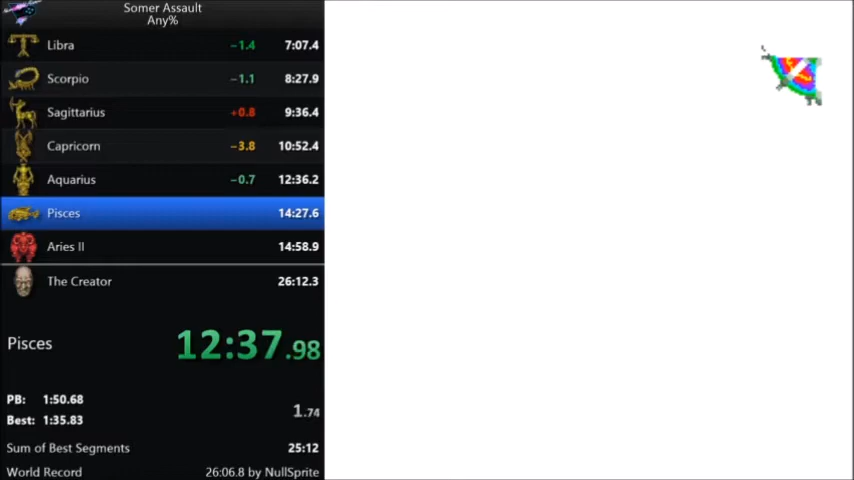 Somer Assault
Any%
Libra −1.4 7:07.4
Scorpio −1.1 8:27.9
Sagittarius +0.8 9:36.4
Capricorn −3.8 10:52.4
Aquarius −0.7 12:36.2
Pisces 14:27.6
Aries II 14:58.9
The Creator 26:12.3
Pisces 12:37.98
PB: 1:50.68
1.74
Best: 1:35.83
Sum of Best Segments 25:12
World Record 26:06.8 by NullSprite